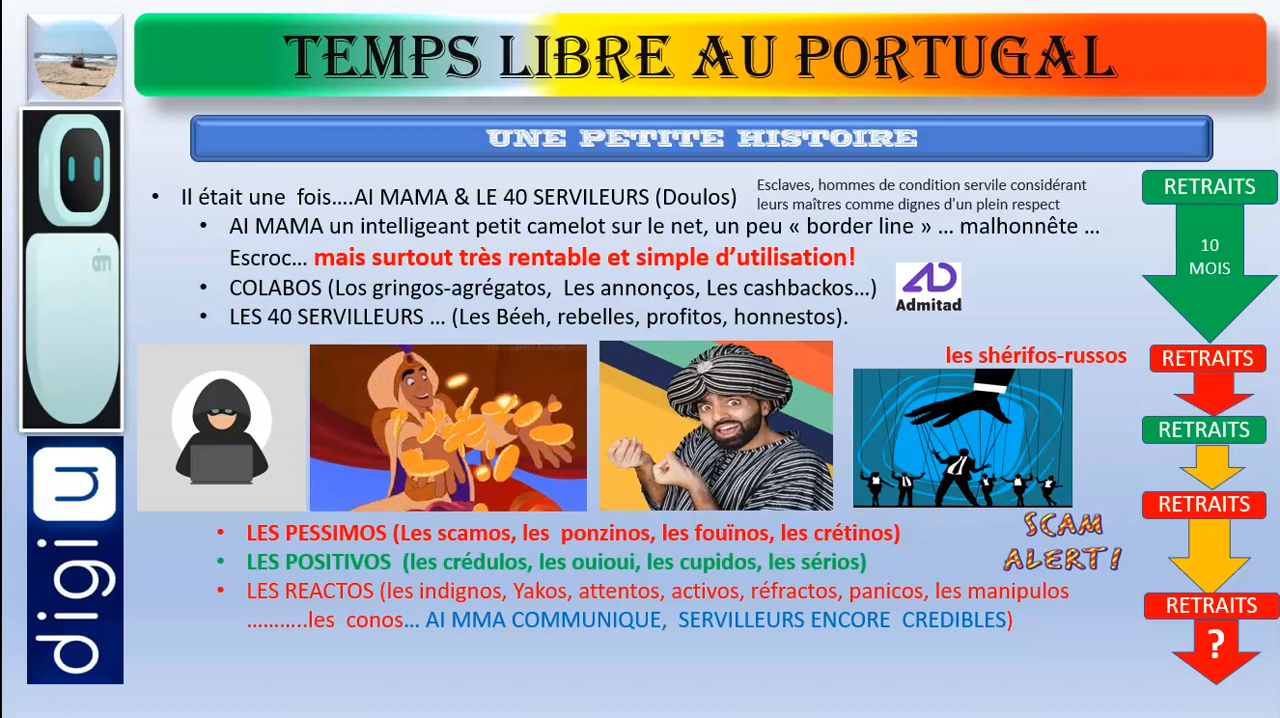 TEMPS LIBRE AU PORTUGAL
UNE PETITE HISTOIRE
• Il était une fois....AI MAMA & LE 40 SERVILEURS (Doulos)
Esclaves, hommes de condition servile considérant
leurs maîtres comme dignes d'un plein respect
• AI MAMA un intelligeant petit camelot sur le net, un peu « border line » ... malhonnête ...
Escroc... mais surtout très rentable et simple d'utilisation!
• COLABOS (Los gringos-agrégatos, Les annonços, Les cashbackos...)
Admitad
• LES 40 SERVILLEURS ... (Les Béeh, rebelles, profitos, honnestos).
les shérifos-russos
SCAM
ALERT!
• LES PESSIMOS (Les scamos, les ponzinos, les fouïnos, les crétinos)
• LES POSITIVOS (les crédulos, les ouioui, les cupidos, les sérios)
• LES REACTOS (les indignos, Yakos, attentos, activos, réfractos, panicos, les manipulos
...........les conos... AI MMA COMMUNIQUE, SERVILLEURS ENCORE CREDIBLES)
RETRAITS
10
MOIS
RETRAITS
RETRAITS
RETRAITS
RETRAITS
?
aim
digi u